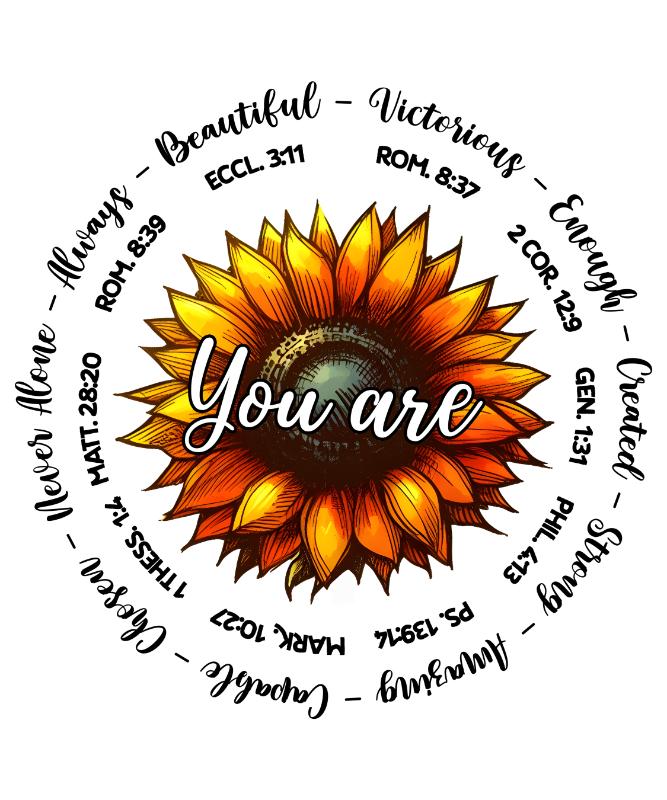 You are
Beautiful – Victorious – Enough – Created – Strong – Amazing – Capable – Chosen – Never Alone – Always –
ECCL. 3:11
ROM. 8:37
2 COR. 12:9
GEN. 1:31
PHIL. 4:13
PS. 139:14
MARK, 10:27
1 THESS. 1:4
MATT. 28:20
ROM. 8:39